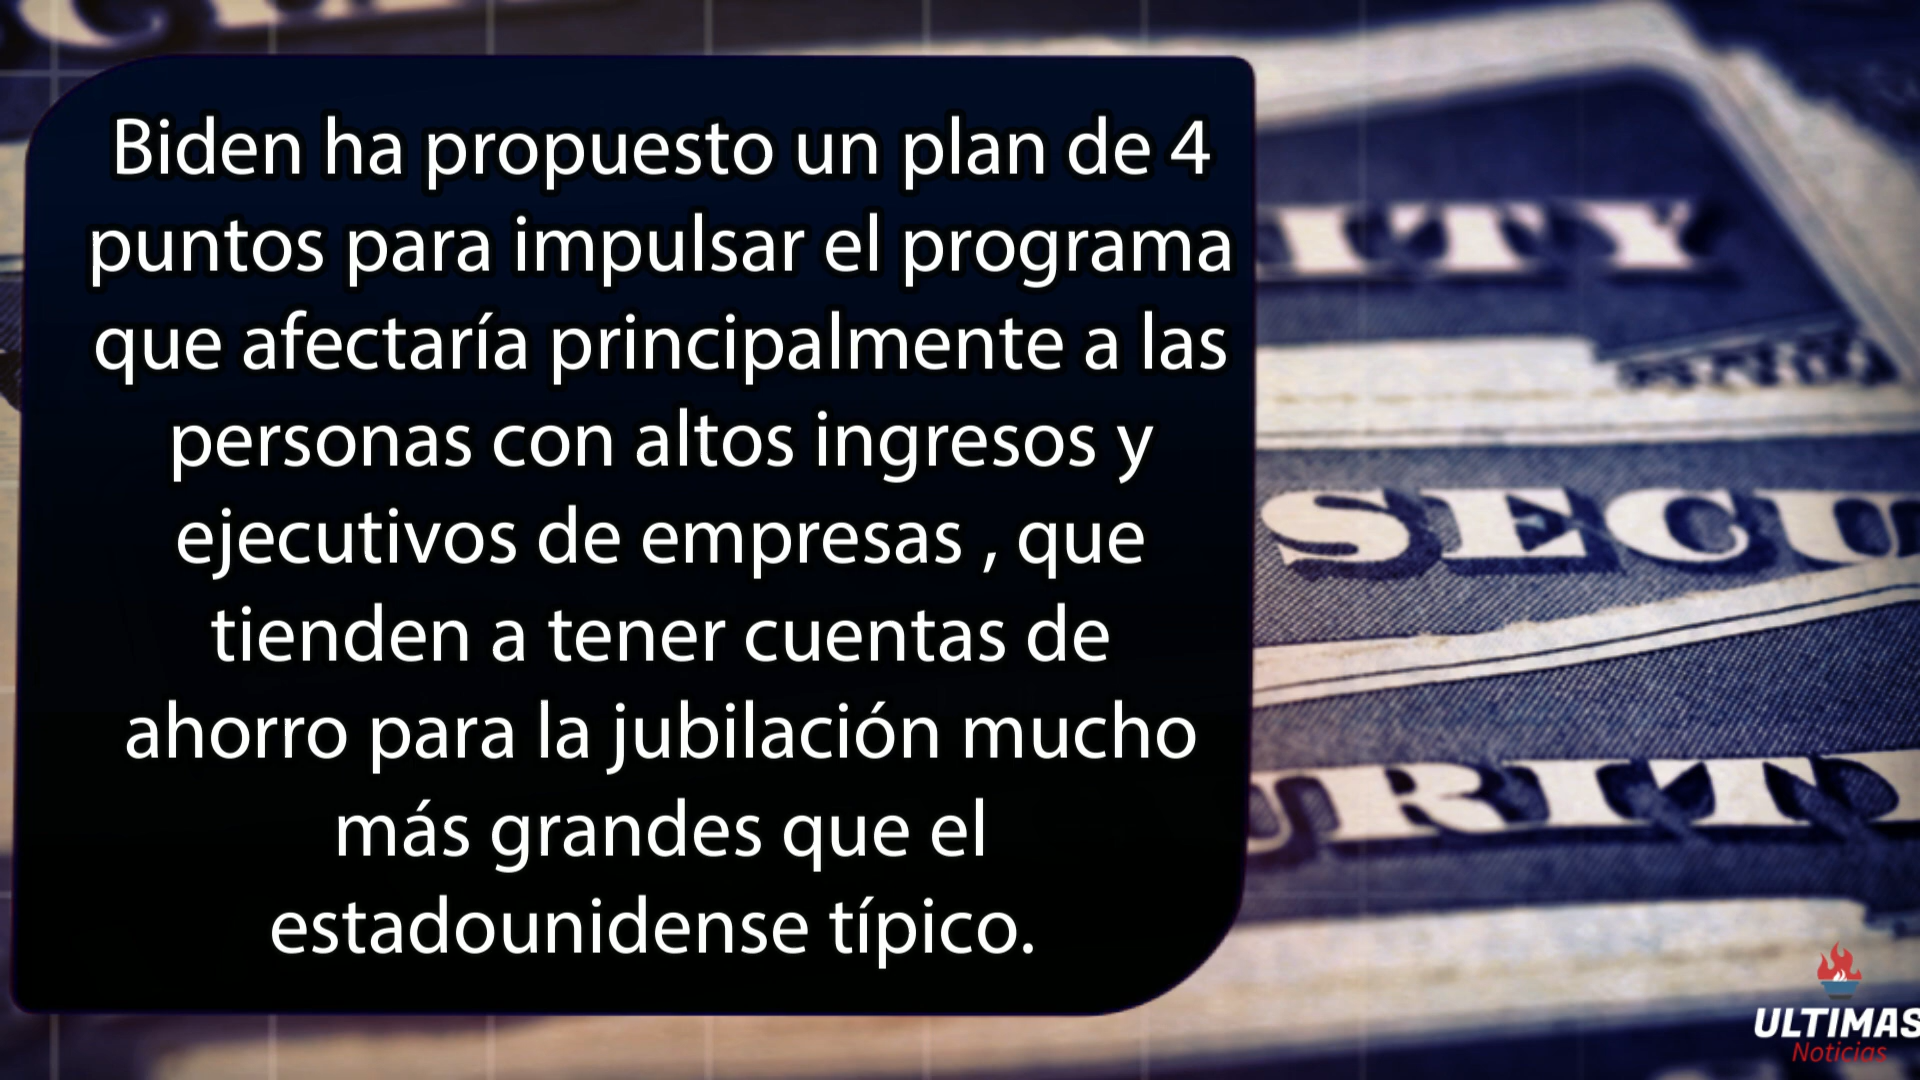 Biden ha propuesto un plan de 4
puntos para impulsar el programa
que afectaría principalmente a las
personas con altos ingresos y
ejecutivos de empresas , que
tienden a tener cuentas de
ahorro para la jubilación mucho
más grandes que el
estadounidense típico.
ITY
SECU
URITY
ULTIMAS
Noticias